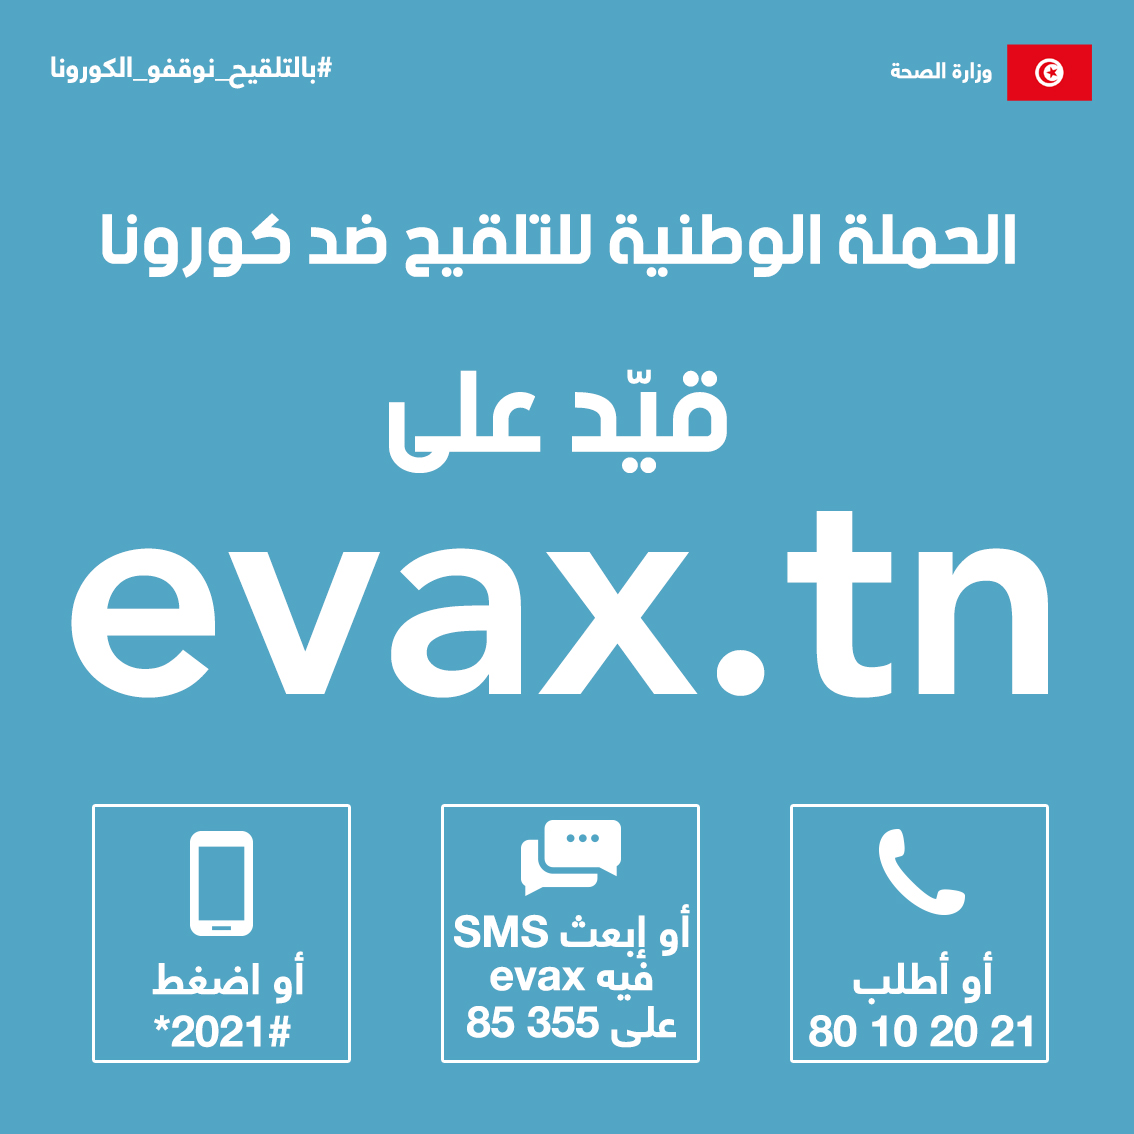 وزارة الصحة
#بالتلقيح_نوقفو_الكورونا
الحملة الوطنية للتلقيح ضد كورونا
قيّد على
evax.tn
أو أطلب
80 10 20 21
أو إبعث SMS
فيه evax
على 355 85
أو اضغط
*2021#